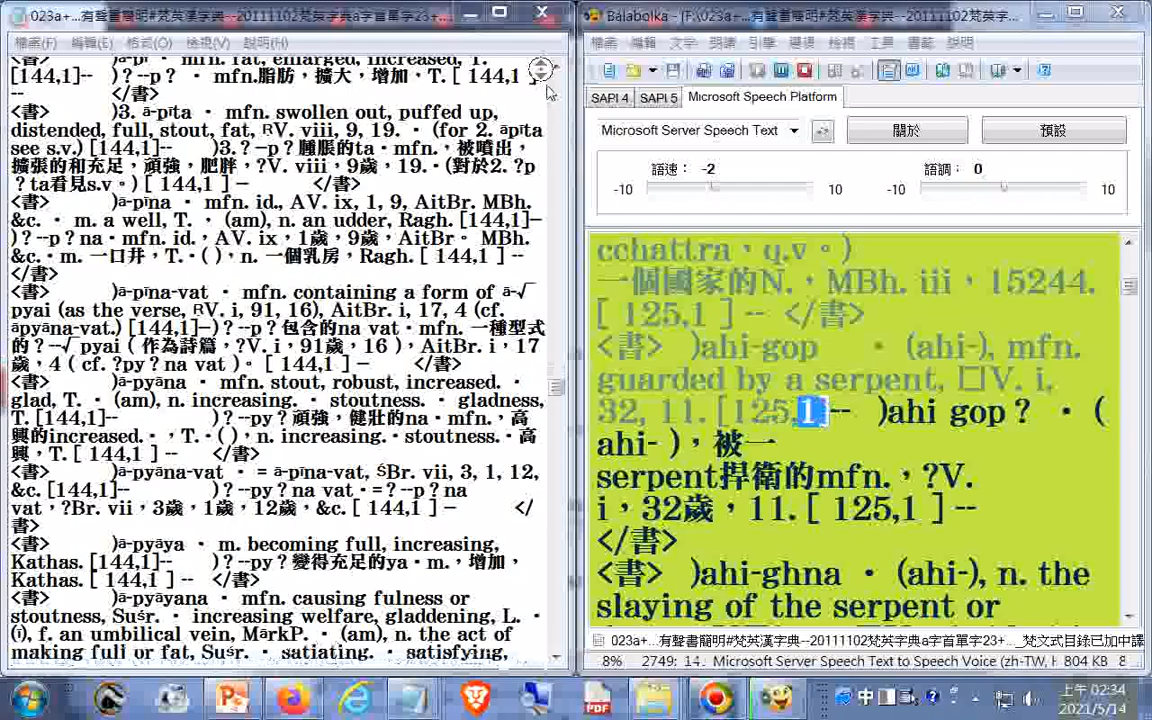 023a+...有聲書簡明#梵英漢字典--20111102梵英字典a字首單字23+...
檔案(F) 編輯(E) 格式(O) 檢視(V) 說明(H)
<書> )ā-pī mfn. fat, enlarged, increased, T.
[144,1]-- )? --p ? • mfn.脂肪，擴大，增加, T. [ 144,1 ]
-- </書>
<書> )3. ā-pīta • mfn. swollen out, puffed up,
distended, full, stout, fat, ṚV. viii, 9, 19. • (for 2. āpīta
see s.v.) [144,1]-- )3.?--p? 腫脹的ta•mfn.，被噴出，
擴張的和充足，頑強，肥胖，?V. viii，9歲，19.•(對於2. ?p
? ta看見s.v。) [ 144,1 ] -- </書>
<書> )ā-pīna • mfn. id., AV. ix, 1, 9, AitBr. MBh.
&c. • m. a well, T. • (am), n. an udder, Ragh. [144,1]--
)? --p ? na • mfn. id.，AV. ix，1歲，9歲，AitBr。MBh.
&c.•m. 一口井，T.•( )，n. 一個乳房，Ragh. [ 144,1 ] --
</書>
<書> )ā-pīna-vat • mfn. containing a form of ā-√
pyai (as the verse, ṚV. i, 91, 16), AitBr. i, 17, 4 (cf.
āpyāna-vat.) [144,1]--)? --p ? 包含的na vat•mfn. 一種型式
的? --√ pyai ( 作為詩篇，?V. i，91歲，16 )，AitBr. i，17
歲，4 ( cf. ?py ? na vat )。[ 144,1 ] -- </書>
<書> )ā-pyāna • mfn. stout, robust, increased. •
glad, T. • (am), n. increasing. • stoutness. • gladness,
T. [144,1]-- )? --py ? 頑強，健壯的na•mfn.，高
興的increased.•，T.•( )，n. increasing.•stoutness.•高
興，T. [ 144,1 ] -- </書>
<書> )ā-pyāna-vat • = ā-pīna-vat, ŚBr. vii, 3, 1, 12,
&c. [144,1]-- )? --py ? na vat•=? --p ? na
vat，?Br. vii，3歲，1歲，12歲，&c. [ 144,1 ] -- </
書>
<書> )ā-pyāya • m. becoming full, increasing,
Kathas. [144,1]-- )? --py ? 變得充足的ya•m.，增加，
Kathas. [ 144,1 ] -- </書>
<書> )ā-pyāyana • mfn. causing fulness or
stoutness, Suśr. • increasing welfare, gladdening, L. •
(ī), f. an umbilical vein, MārkP. • (am), n. the act of
making full or fat, Suśr. • satiating. • satisfying,
Balabolka - [F:\023a+...有聲書簡明#梵英漢字典--20111102梵英字...
檔案 編輯 文字 朗讀 引擎 選項 檢視 工具 書籤 說明
SAPI 4 SAPI 5 Microsoft Speech Platform
Microsoft Server Speech Text 關於 預設
語速： -2 語調： 0
-10 10 -10 10
cchattra，q.v。)
一個國家的N.，MBh. iii，15244.
[ 125,1 ] -- </書>
<書> )ahi-gop • (ahi-), mfn.
guarded by a serpent, □V. i,
32, 11. [125,1]-- )ahi gop ? •(
ahi- )，被一
serpent捍衛的mfn.，?V.
i，32歲，11. [ 125,1 ] --
</書>
<書> )ahi-ghna • (ahi-), n. the
slaying of the serpent or
023a+...有聲書簡明#梵英漢字典--20111102梵英字典a字首單字23+..._梵文式目錄已加中譯
8% 2749: 14. Microsoft Server Speech Text to Speech Voice (zh-TW, H 804 KB 8
中
上午 02:34
2021/5/14